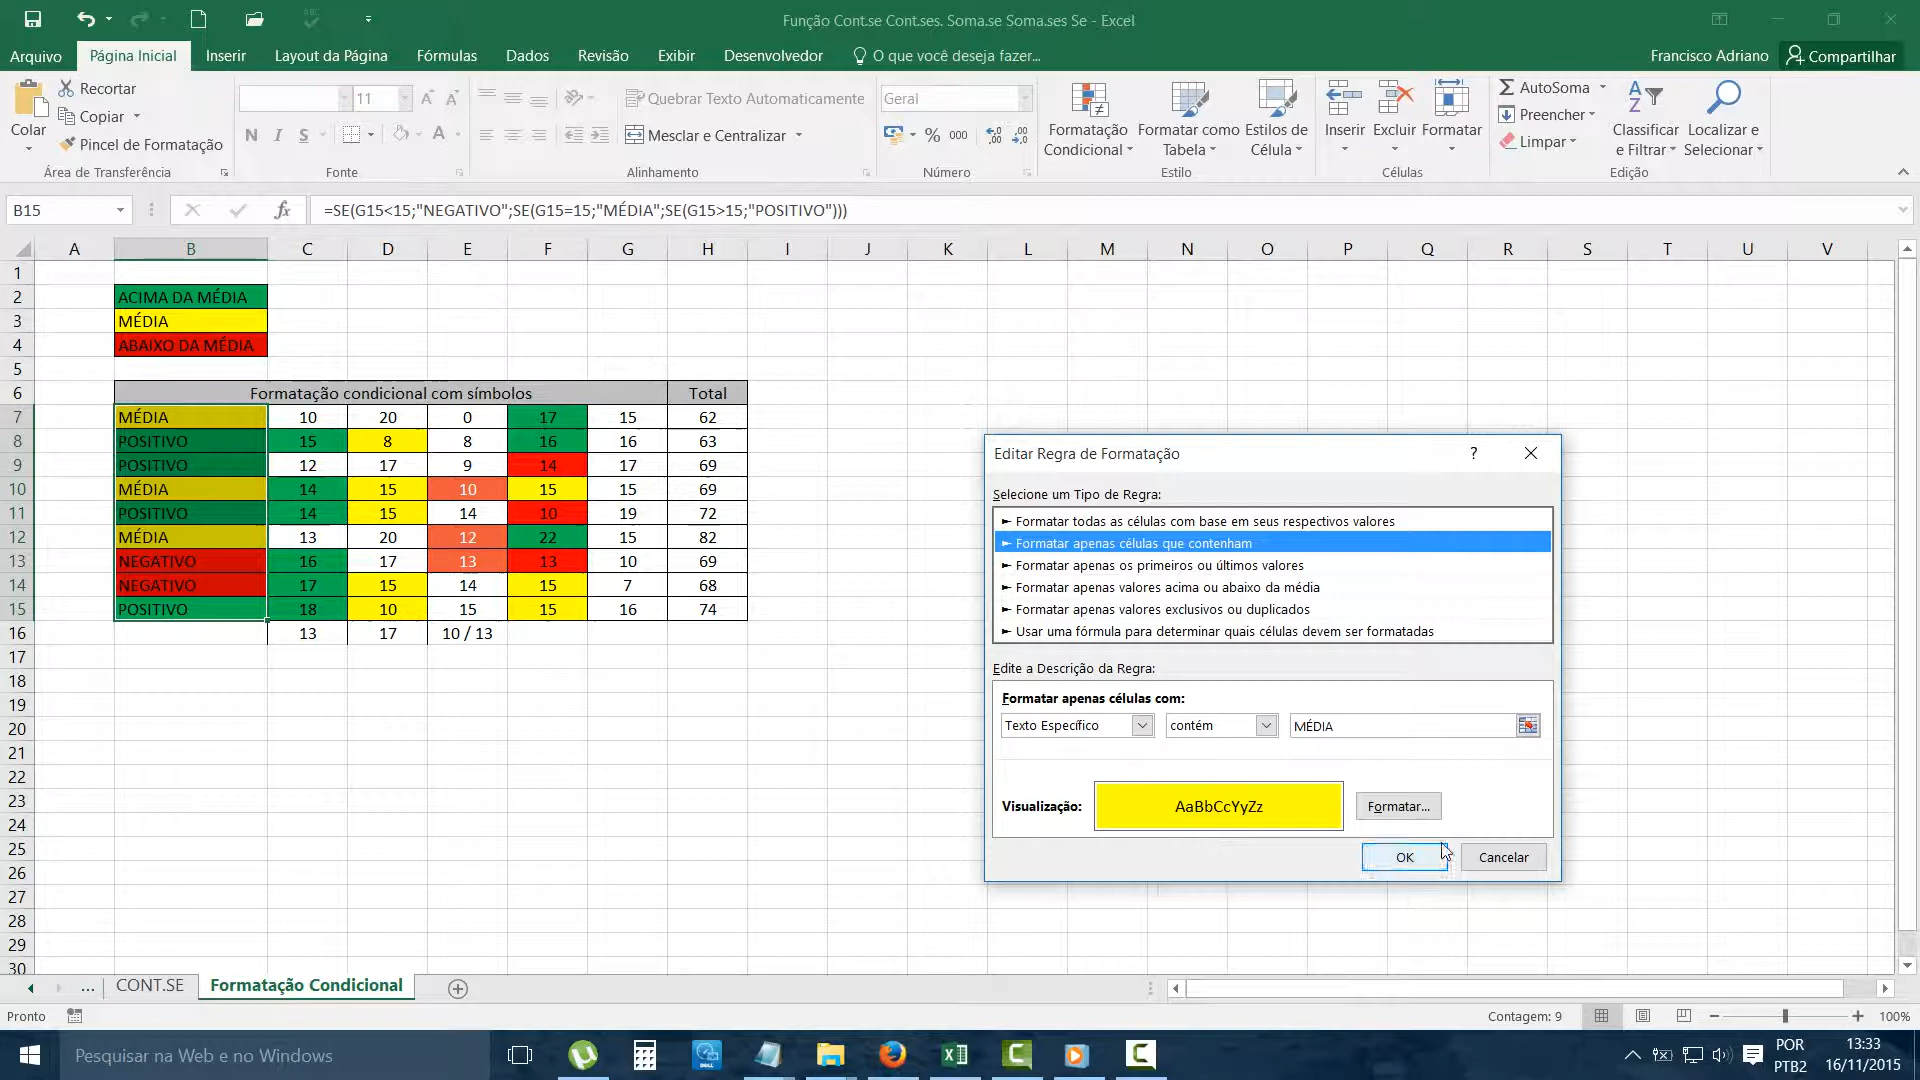 Função Cont.se Cont.ses. Soma.se Soma.ses Se - Excel
Arquivo Página Inicial Inserir Layout da Página Fórmulas Dados Revisão Exibir Desenvolvedor O que você deseja fazer... Francisco Adriano Compartilhar
Colar
Recortar
Copiar
Pincel de Formatação
Área de Transferência
11
N I S
Fonte
Quebrar Texto Automaticamente
Mesclar e Centralizar
Alinhamento
Geral
% 000
Número
Formatação Condicional
Formatar como Tabela
Estilos de Célula
Estilo
Inserir Excluir Formatar
Células
AutoSoma
Preencher
Limpar
Classificar e Filtrar
Localizar e Selecionar
Edição
B15 fx =SE(G15<15;"NEGATIVO";SE(G15=15;"MÉDIA";SE(G15>15;"POSITIVO")))
A B C D E F G H I J K L M N O P Q R S T U V
1
2 ACIMA DA MÉDIA
3 MÉDIA
4 ABAIXO DA MÉDIA
5
6 Formatação condicional com símbolos Total
7 MÉDIA 10 20 0 17 15 62
8 POSITIVO 15 8 8 16 16 63
9 POSITIVO 12 17 9 14 17 69
10 MÉDIA 14 15 10 15 15 69
11 POSITIVO 14 15 14 10 19 72
12 MÉDIA 13 20 12 22 15 82
13 NEGATIVO 16 17 13 13 10 69
14 NEGATIVO 17 15 14 15 7 68
15 POSITIVO 18 10 15 15 16 74
16 13 17 10 / 13
17
18
19
20
21
22
23
24
25
26
27
28
29
30
Editar Regra de Formatação ?
Selecione um Tipo de Regra:
► Formatar todas as células com base em seus respectivos valores
► Formatar apenas células que contenham
► Formatar apenas os primeiros ou últimos valores
► Formatar apenas valores acima ou abaixo da média
► Formatar apenas valores exclusivos ou duplicados
► Usar uma fórmula para determinar quais células devem ser formatadas
Edite a Descrição da Regra:
Formatar apenas células com:
Texto Específico contém MÉDIA
Visualização: AaBbCcYyZz Formatar...
OK Cancelar
... CONT.SE Formatação Condicional
Pronto Contagem: 9 100%
Pesquisar na Web e no Windows
POR
PTB2
13:33
16/11/2015